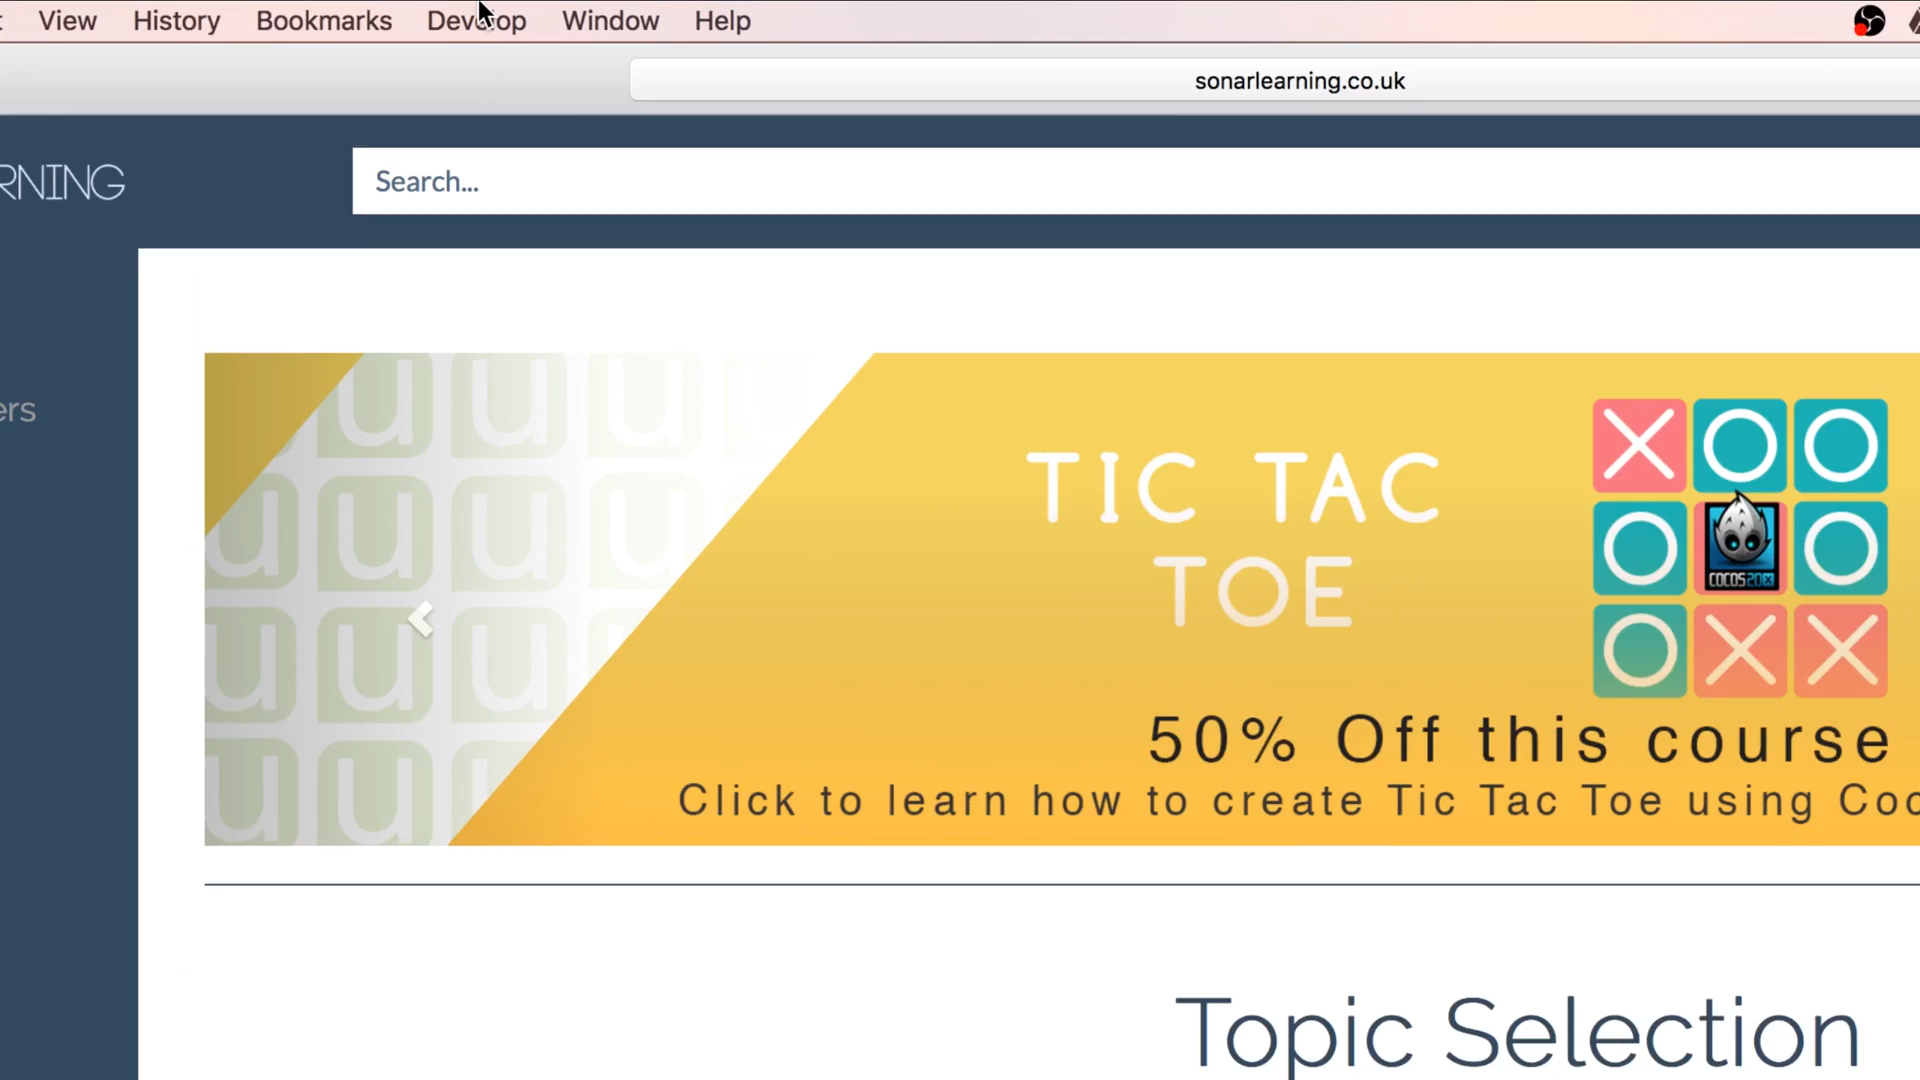 View History Bookmarks Develop Window Help
sonarlearning.co.uk
RNING
Search...
ers
TIC TAC
TOE
COCOS2DX
50% Off this course
Click to learn how to create Tic Tac Toe using Coc
Topic Selection